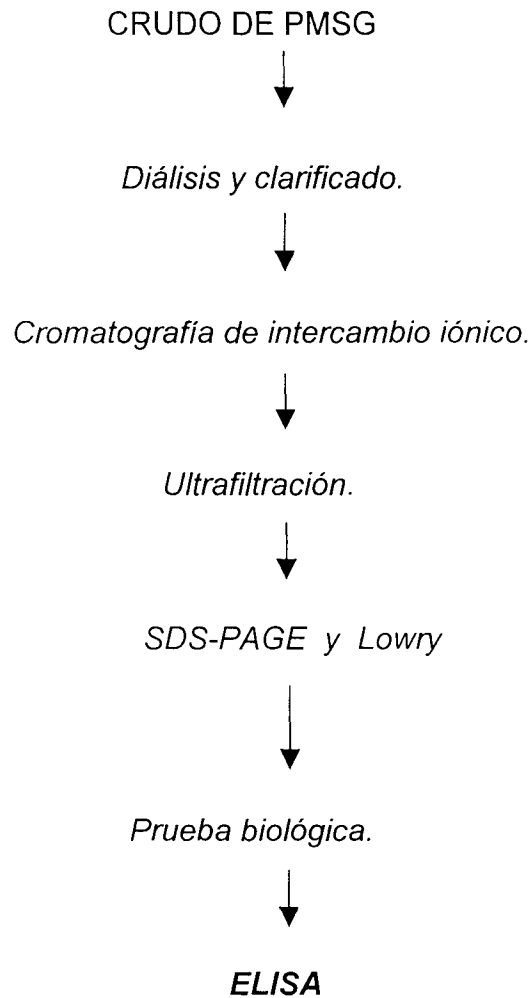 CRUDO DE PMSG
Diálisis y clarificado.
Cromatografía de intercambio iónico.
Ultrafiltración.
SDS-PAGE y Lowry
Prueba biológica.
ELISA